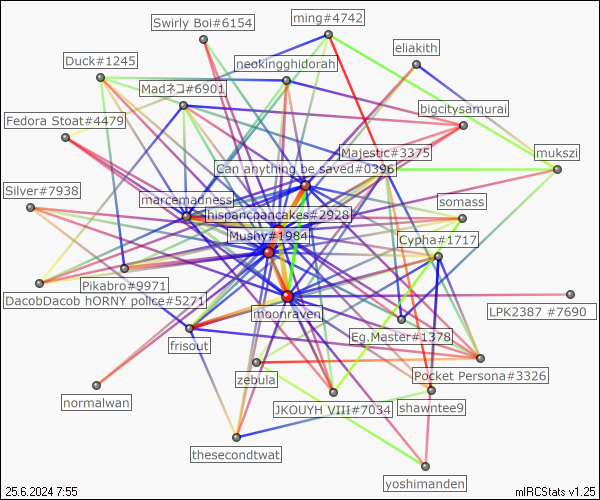 Swirly Boi#6154
ming#4742
eliakith
Duck#1245
neokingghidorah
Madネコ#6901
bigcitysamurai
Fedora Stoat#4479
Majestic#3375
mukszi
Can anything be saved#0396
Silver#7938
marcemadness
somass
hispancpancakes#2928
Mushy#1984
Cypha#1717
Pikabro#9971
DacobDacob hORNY police#5271
moonraven
LPK2387 #7690
frisout
Eg.Master#1378
zebula
Pocket Persona#3326
normalwan
JKOUYH VIII#7034
shawntee9
thesecondtwat
yoshimanden
25.6.2024 7:55
mIRCStats v1.25